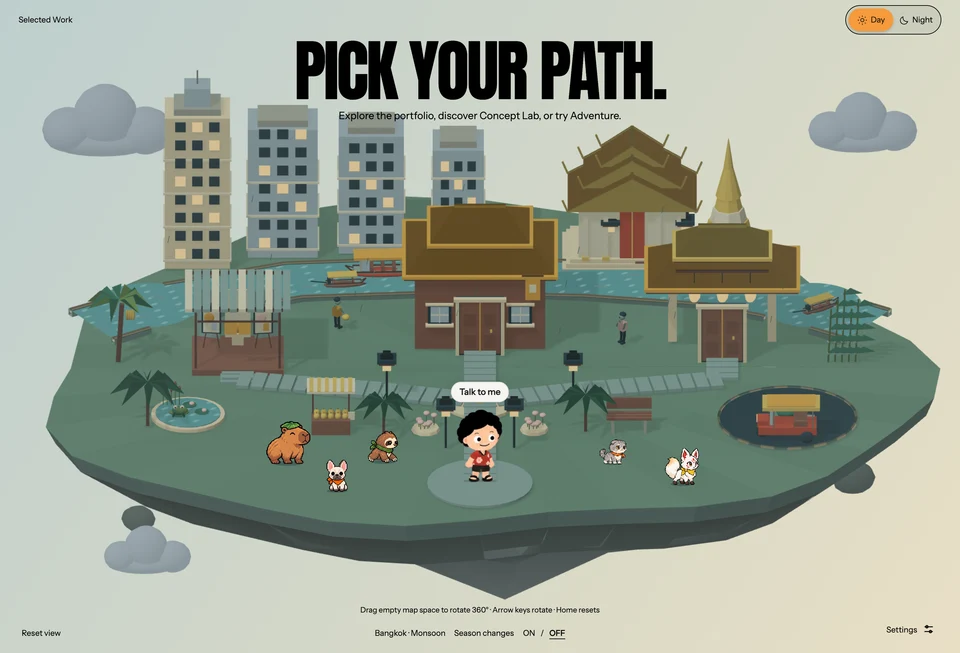 Selected Work
Day
Night
PICK YOUR PATH.
Explore the portfolio, discover Concept Lab, or try Adventure.
Talk to me
Drag empty map space to rotate 360° · Arrow keys rotate · Home resets
Reset view
Bangkok · Monsoon Season changes ON / OFF
Settings